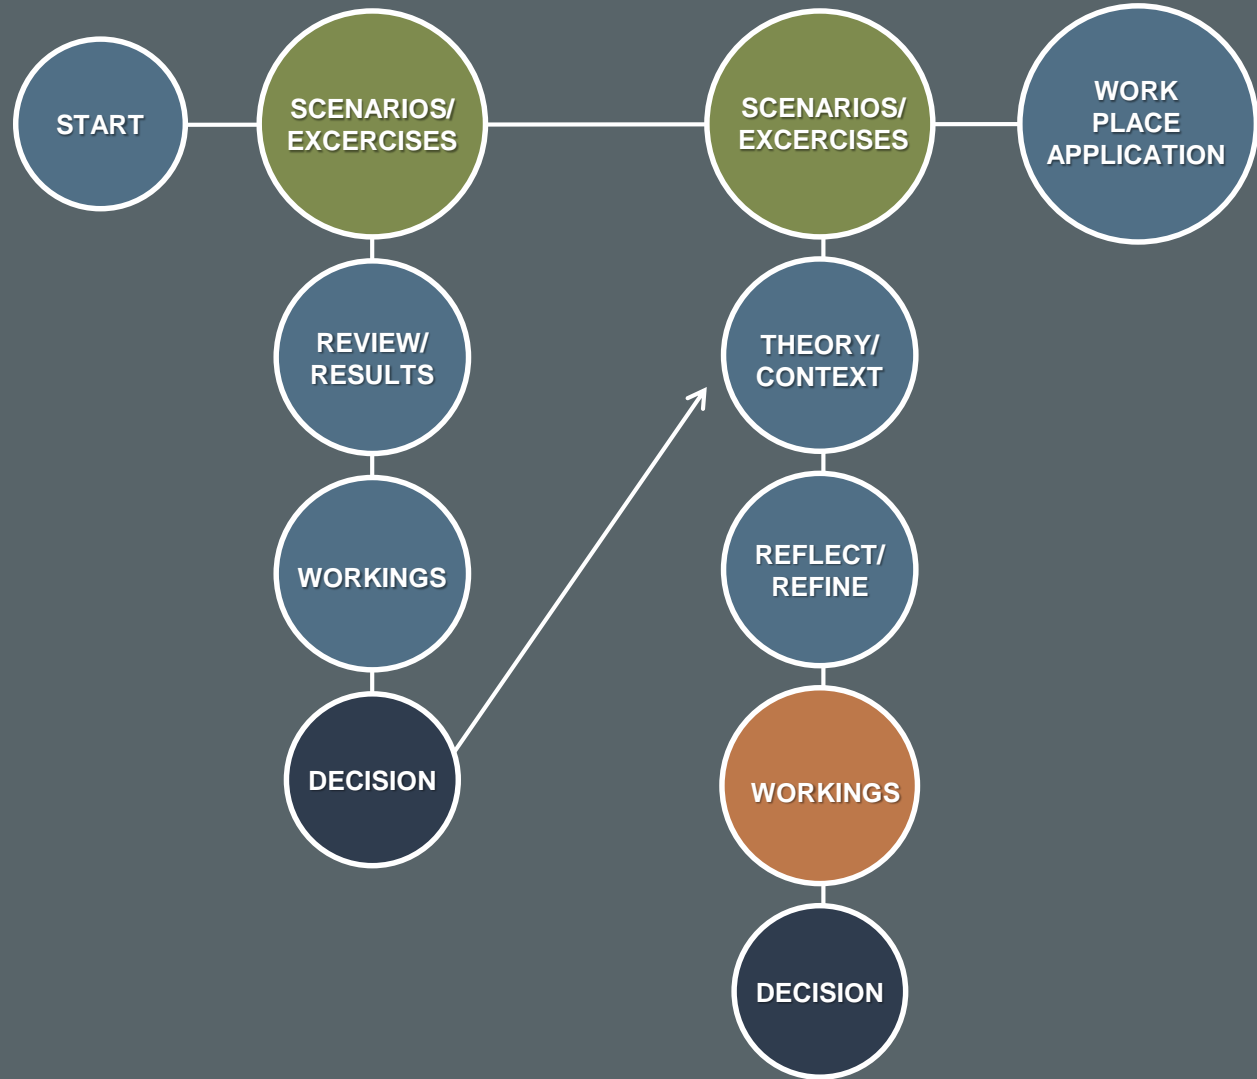 START
SCENARIOS/
EXCERCISES
SCENARIOS/
EXCERCISES
WORK
PLACE
APPLICATION
REVIEW/
RESULTS
WORKINGS
DECISION
THEORY/
CONTEXT
REFLECT/
REFINE
WORKINGS
DECISION